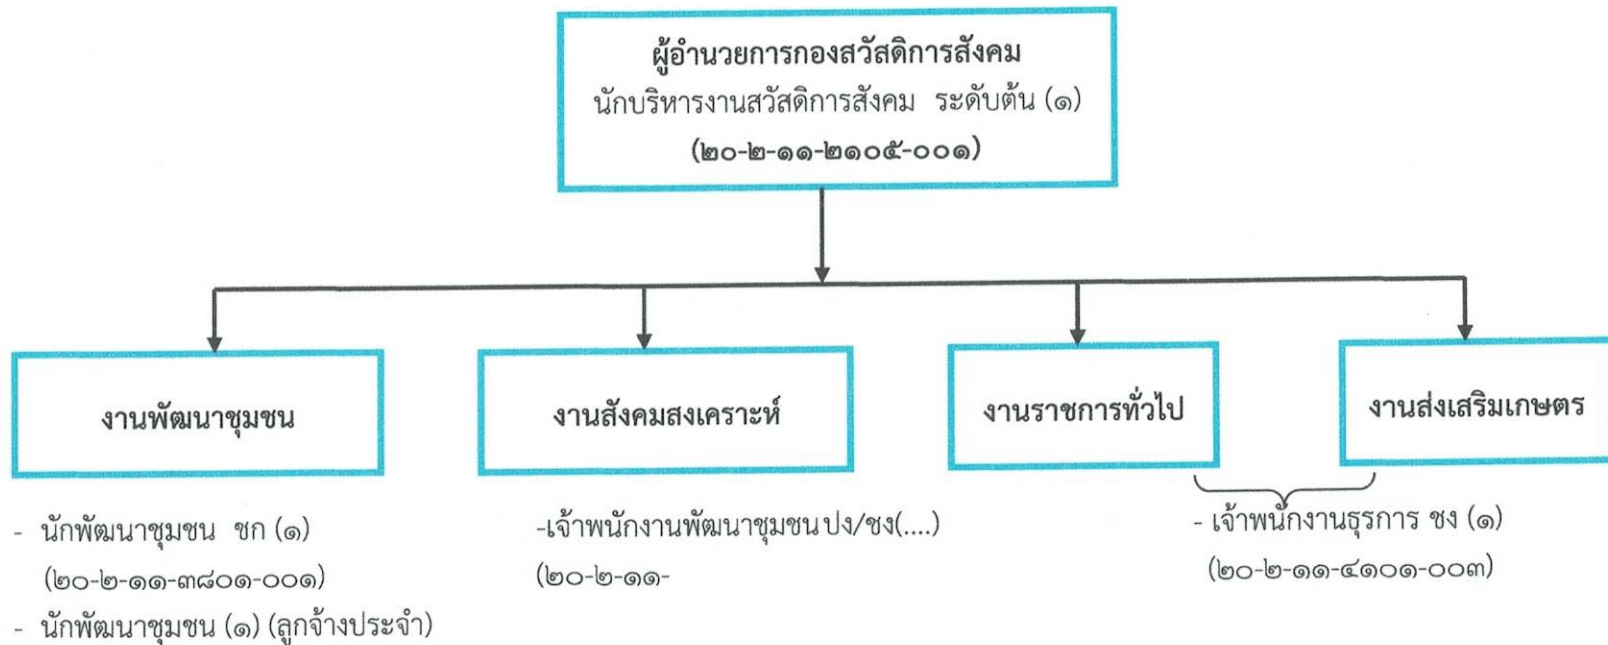 ผู้อำนวยการกองสวัสดิการสังคม
นักบริหารงานสวัสดิการสังคม ระดับต้น (๑)
(๒๐-๒-๑๑-๒๑๐๕-๐๐๑)
งานพัฒนาชุมชน
งานสังคมสงเคราะห์
งานราชการทั่วไป
งานส่งเสริมเกษตร
- นักพัฒนาชุมชน ชก (๑)
(๒๐-๒-๑๑-๓๘๐๑-๐๐๑)
- นักพัฒนาชุมชน (๑) (ลูกจ้างประจำ)
-เจ้าพนักงานพัฒนาชุมชน ปง/ชง(....)
(๒๐-๒-๑๑-
- เจ้าพนักงานธุรการ ชง (๑)
(๒๐-๒-๑๑-๔๑๐๑-๐๐๓)